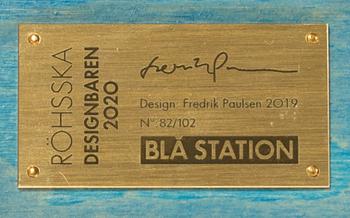 RÖHSSKA
DESIGNBAREN
2020
Design: Fredrik Paulsen 2019
N° 82/102
BLÅ STATION